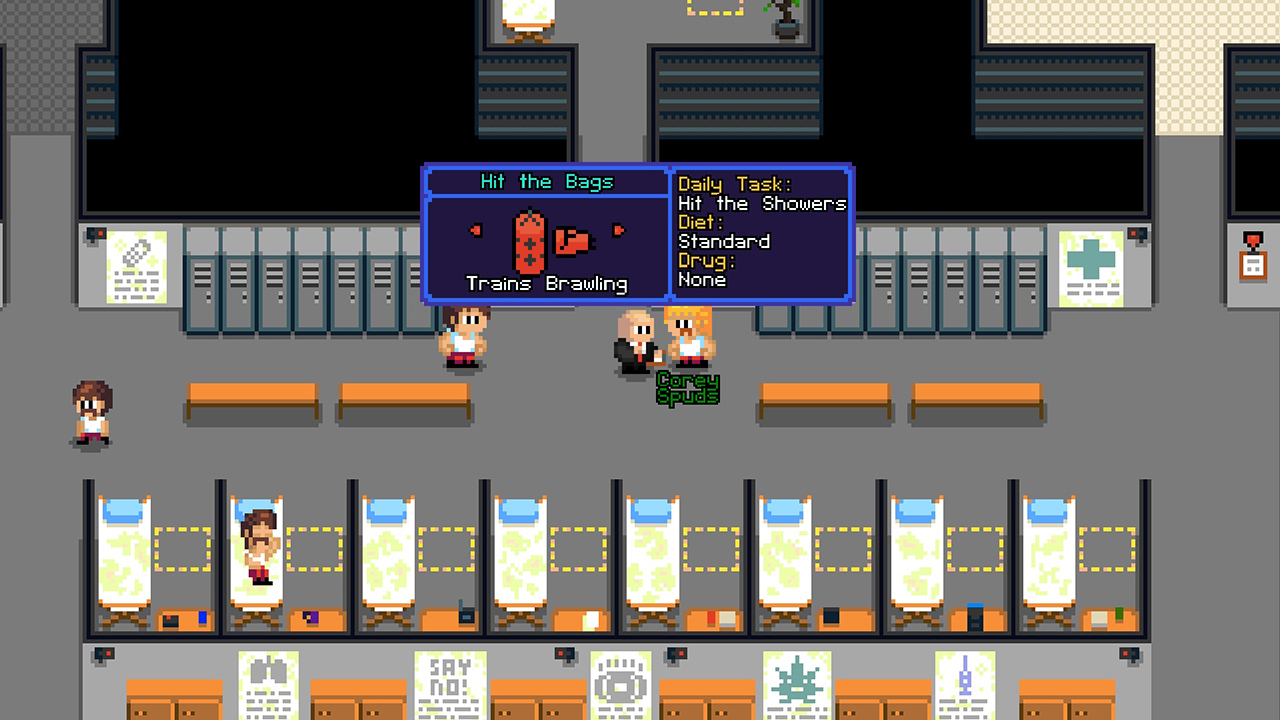 Hit the Bags
Trains Brawling
Daily Task:
Hit the Showers
Diet:
Standard
Drug:
None
Corey
Spuds
SAY
NO!